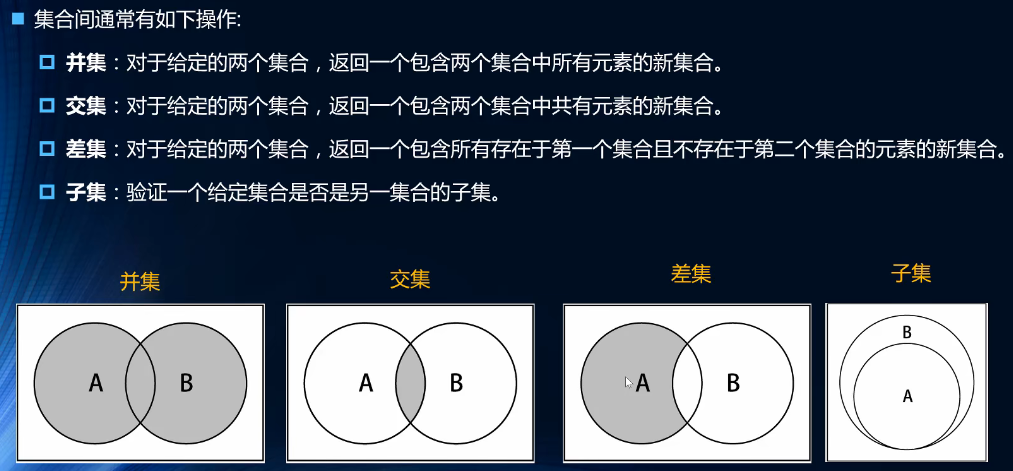 集合间通常有如下操作:
并集：对于给定的两个集合，返回一个包含两个集合中所有元素的新集合。
交集：对于给定的两个集合，返回一个包含两个集合中共有元素的新集合。
差集：对于给定的两个集合，返回一个包含所有存在于第一个集合且不存在于第二个集合的元素的新集合。
子集：验证一个给定集合是否是另一集合的子集。
并集 交集 差集 子集
A B A B A B B
A